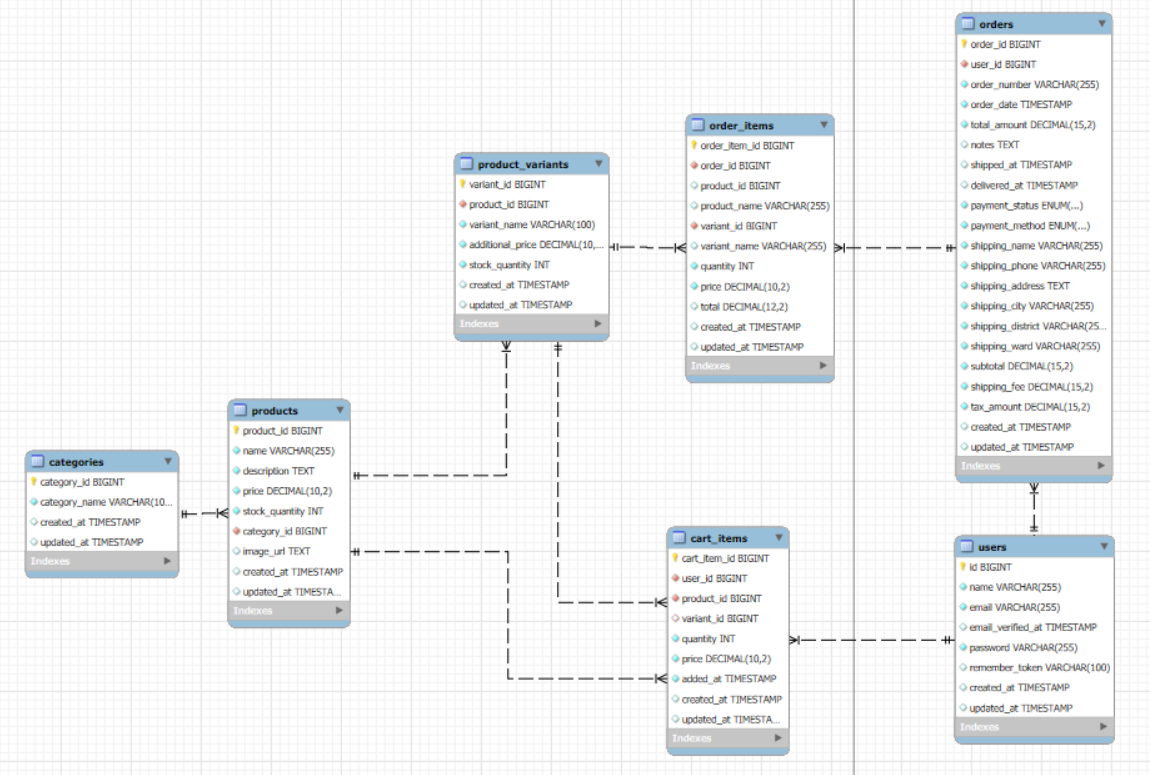 categories
category_id BIGINT
category_name VARCHAR(10...
created_at TIMESTAMP
updated_at TIMESTAMP
Indexes
products
product_id BIGINT
name VARCHAR(255)
description TEXT
price DECIMAL(10,2)
stock_quantity INT
category_id BIGINT
image_url TEXT
created_at TIMESTAMP
updated_at TIMESTA...
Indexes
product_variants
variant_id BIGINT
product_id BIGINT
variant_name VARCHAR(100)
additional_price DECIMAL(10,...
stock_quantity INT
created_at TIMESTAMP
updated_at TIMESTAMP
Indexes
order_items
order_item_id BIGINT
order_id BIGINT
product_id BIGINT
product_name VARCHAR(255)
variant_id BIGINT
variant_name VARCHAR(255)
quantity INT
price DECIMAL(10,2)
total DECIMAL(12,2)
created_at TIMESTAMP
updated_at TIMESTAMP
Indexes
cart_items
cart_item_id BIGINT
user_id BIGINT
product_id BIGINT
variant_id BIGINT
quantity INT
price DECIMAL(10,2)
added_at TIMESTAMP
created_at TIMESTAMP
updated_at TIMESTA...
Indexes
orders
order_id BIGINT
user_id BIGINT
order_number VARCHAR(255)
order_date TIMESTAMP
total_amount DECIMAL(15,2)
notes TEXT
shipped_at TIMESTAMP
delivered_at TIMESTAMP
payment_status ENUM(...)
payment_method ENUM(...)
shipping_name VARCHAR(255)
shipping_phone VARCHAR(255)
shipping_address TEXT
shipping_city VARCHAR(255)
shipping_district VARCHAR(25...
shipping_ward VARCHAR(255)
subtotal DECIMAL(15,2)
shipping_fee DECIMAL(15,2)
tax_amount DECIMAL(15,2)
created_at TIMESTAMP
updated_at TIMESTAMP
Indexes
users
id BIGINT
name VARCHAR(255)
email VARCHAR(255)
email_verified_at TIMESTAMP
password VARCHAR(255)
remember_token VARCHAR(100)
created_at TIMESTAMP
updated_at TIMESTAMP
Indexes